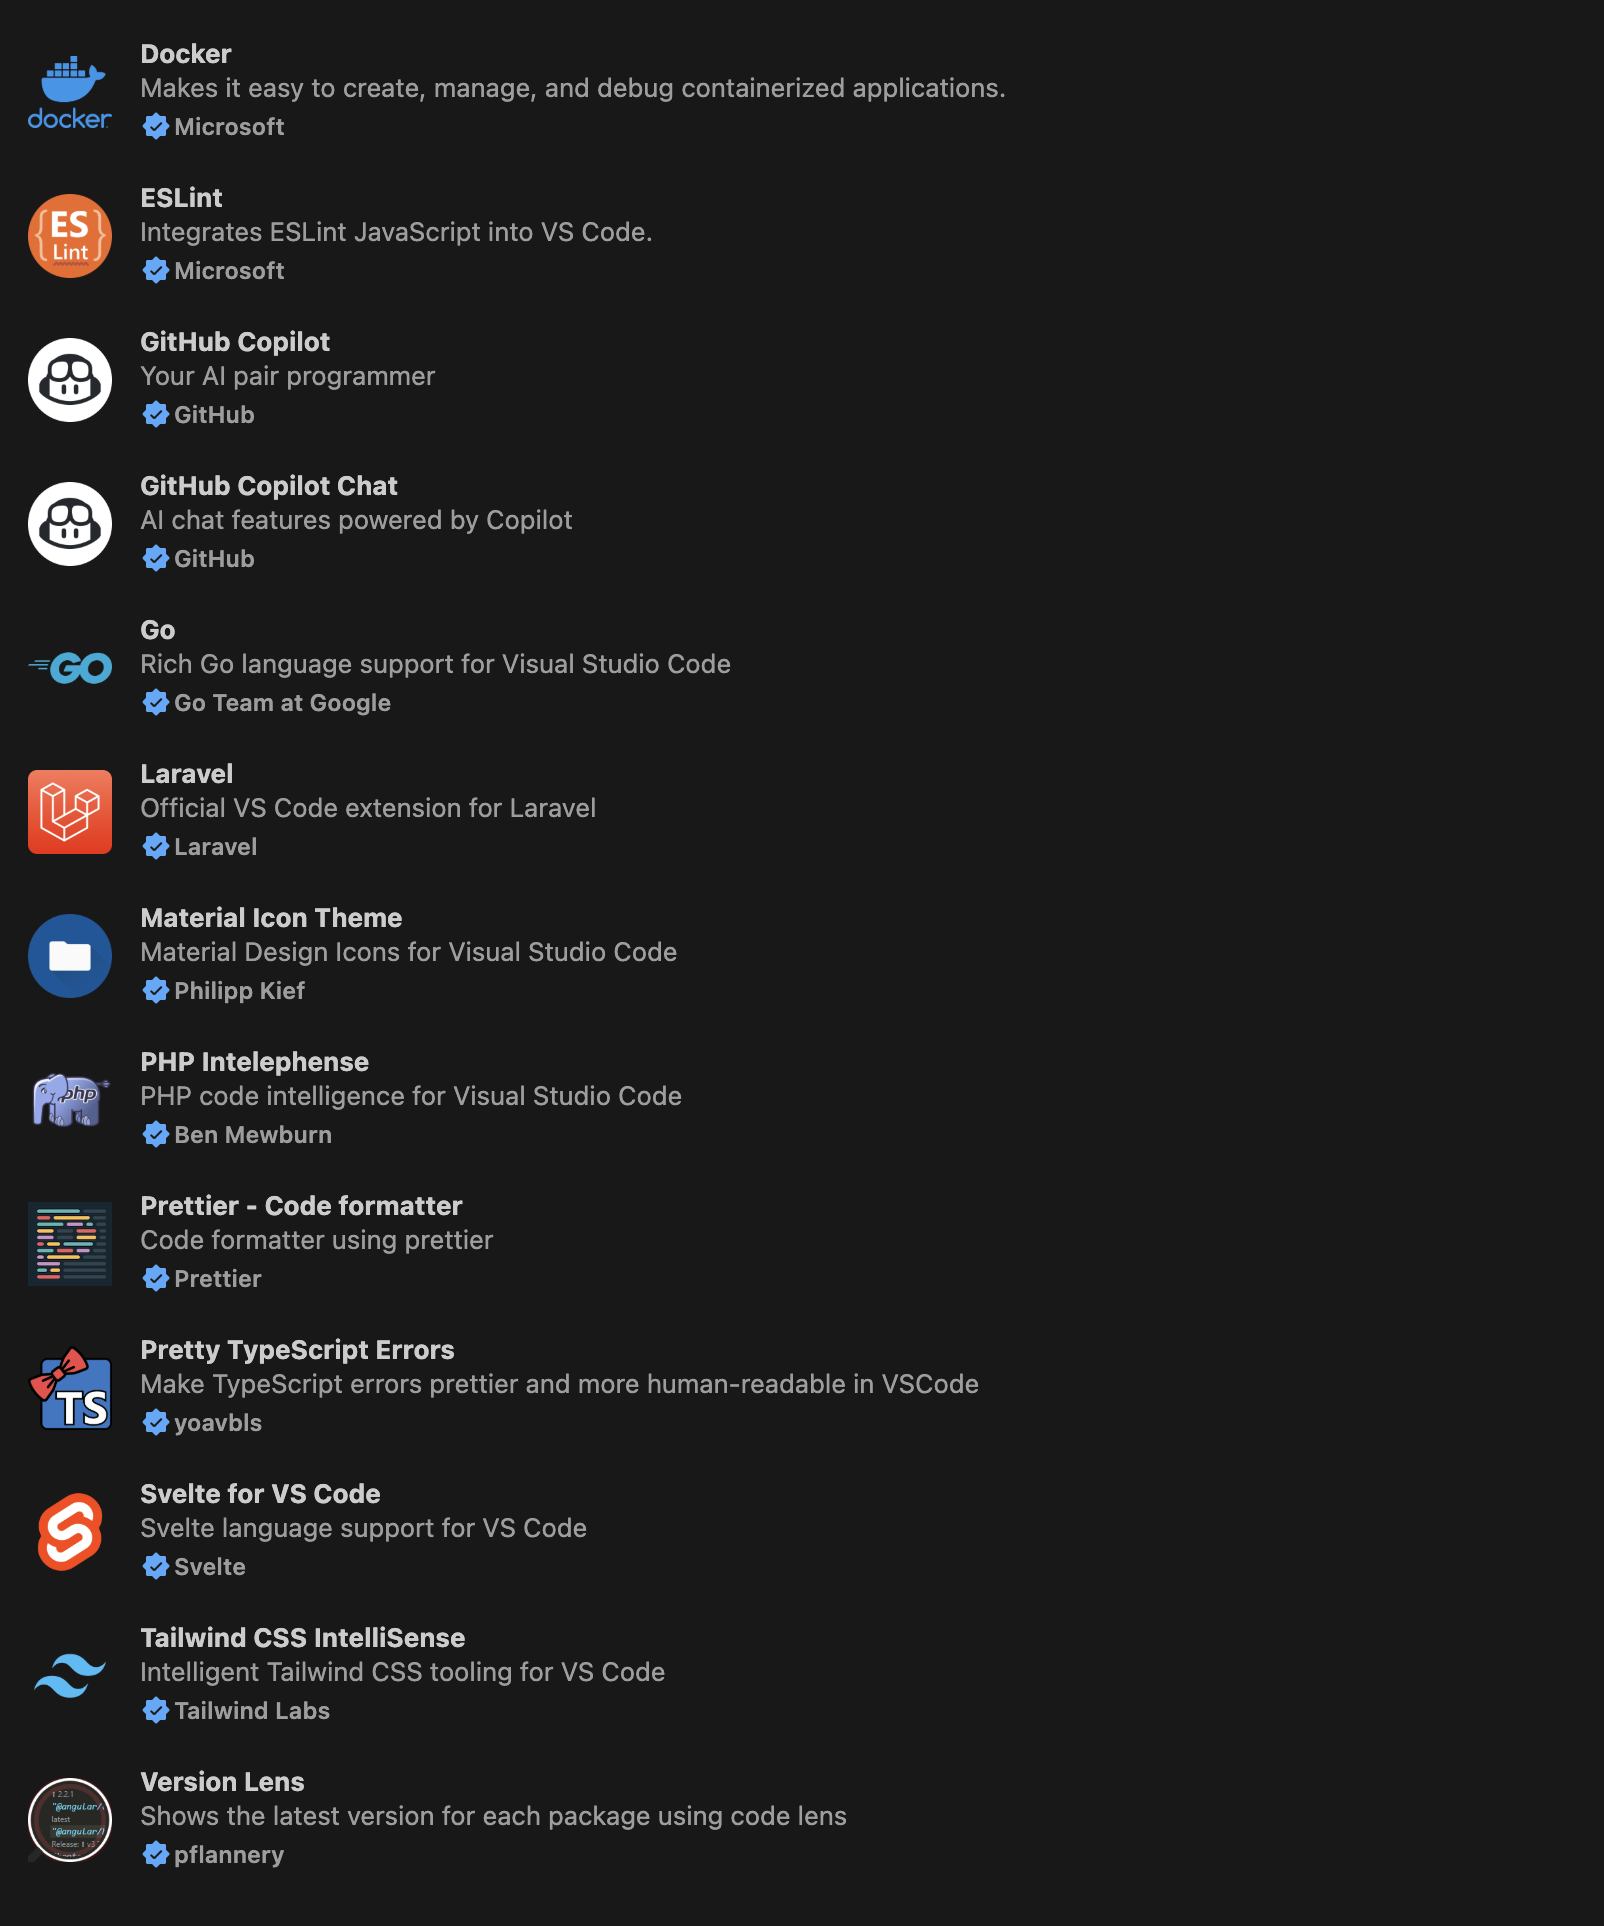 docker
Docker
Makes it easy to create, manage, and debug containerized applications.
Microsoft
ES
Lint
ESLint
Integrates ESLint JavaScript into VS Code.
Microsoft
GitHub Copilot
Your AI pair programmer
GitHub
GitHub Copilot Chat
AI chat features powered by Copilot
GitHub
GO
Go
Rich Go language support for Visual Studio Code
Go Team at Google
Laravel
Official VS Code extension for Laravel
Laravel
Material Icon Theme
Material Design Icons for Visual Studio Code
Philipp Kief
php
PHP Intelephense
PHP code intelligence for Visual Studio Code
Ben Mewburn
Prettier - Code formatter
Code formatter using prettier
Prettier
TS
Pretty TypeScript Errors
Make TypeScript errors prettier and more human-readable in VSCode
yoavbls
Svelte for VS Code
Svelte language support for VS Code
Svelte
Tailwind CSS IntelliSense
Intelligent Tailwind CSS tooling for VS Code
Tailwind Labs
2.2.1
"@angular/
latest
"@angular/
Release:
Version Lens
Shows the latest version for each package using code lens
pflannery